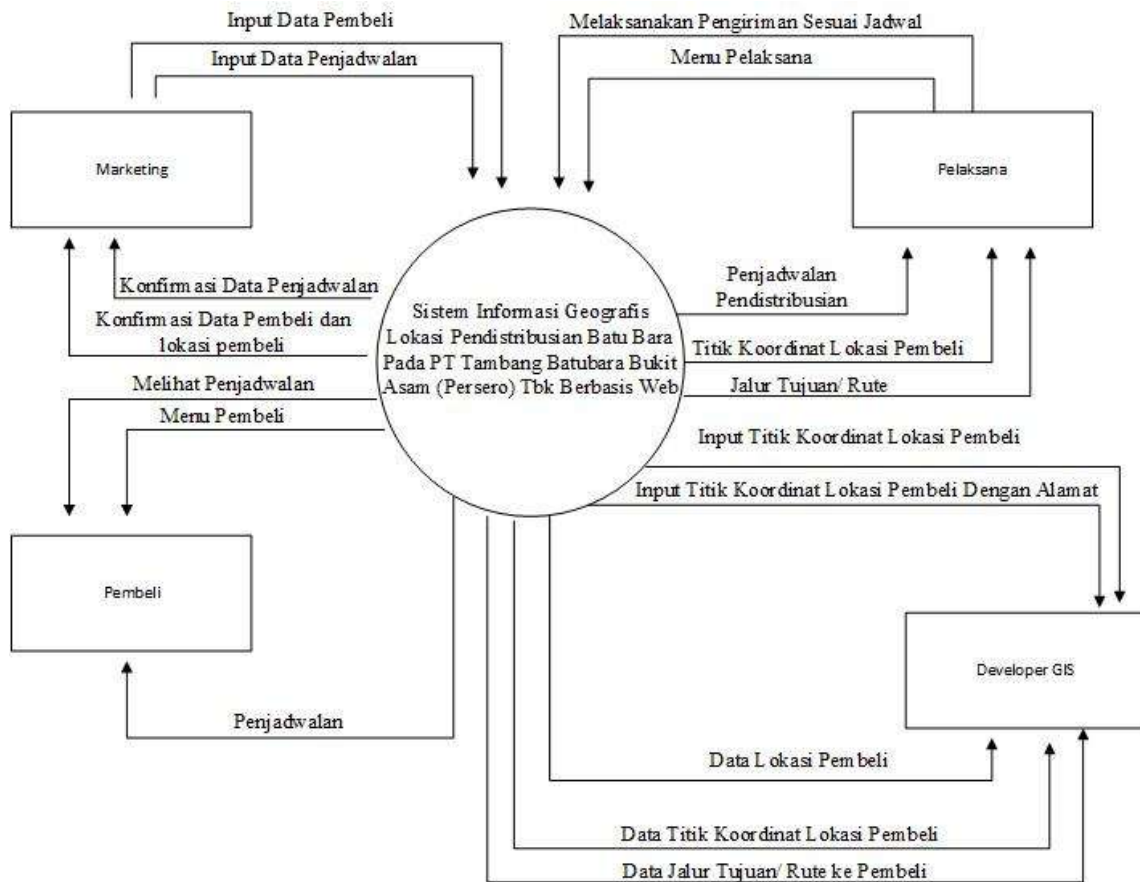 Input Data Pembeli
Input Data Penjadwalan
Melaksanakan Pengiriman Sesuai Jadwal
Menu Pelaksana
Marketing
Pelaksana
Konfirmasi Data Penjadwalan
Konfirmasi Data Pembeli dan
lokasi pembeli
Melihat Penjadwalan
Menu Pembeli
Sistem Informasi Geografis
Lokasi Pendistribusian Batu Bara
Pada PT Tambang Batubara Bukit
Asam (Persero) Tbk Berbasis Web
Penjadwalan
Pendistribusian
Titik Koordinat Lokasi Pembeli
Jalur Tujuan/ Rute
Input Titik Koordinat Lokasi Pembeli
Input Titik Koordinat Lokasi Pembeli Dengan Alamat
Pembeli
Developer GIS
Penjadwalan
Data Lokasi Pembeli
Data Titik Koordinat Lokasi Pembeli
Data Jalur Tujuan/ Rute ke Pembeli